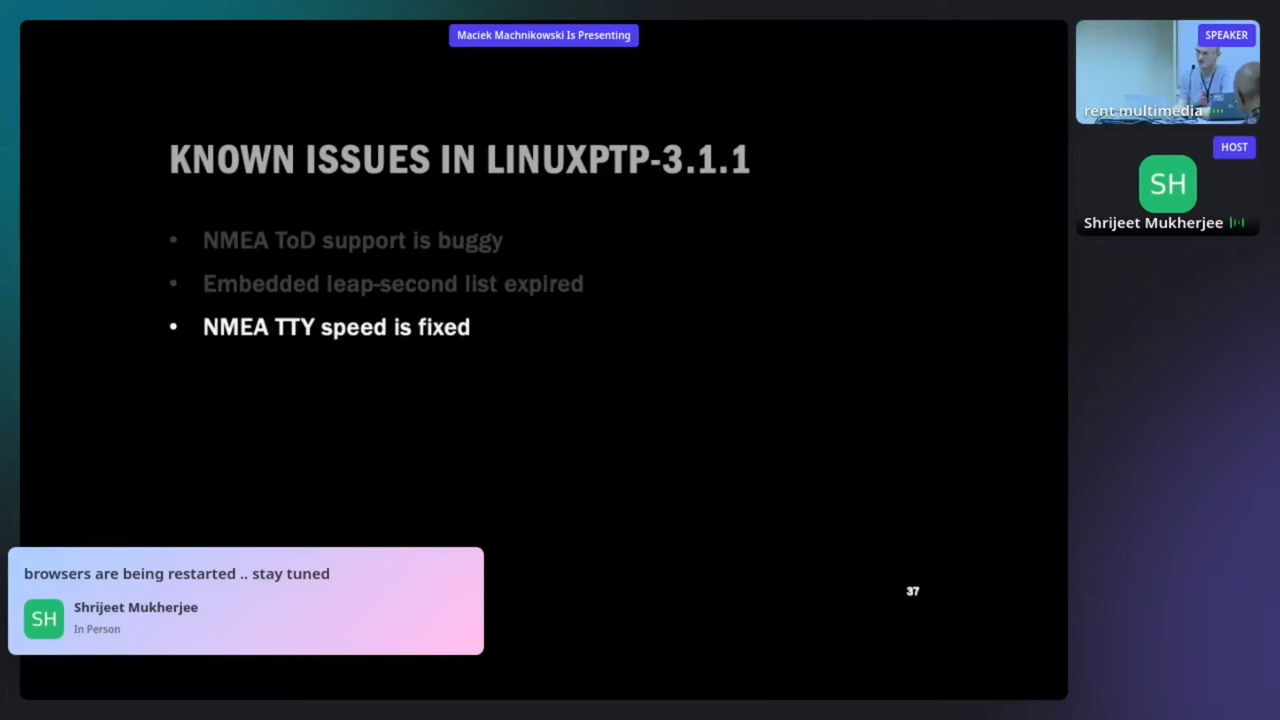 Maciek Machnikowski Is Presenting
SPEAKER
rent multimedia
HOST
SH
Shrijeet Mukherjee
KNOWN ISSUES IN LINUXPTP-3.1.1
• NMEA ToD support is buggy
• Embedded leap-second list expired
• NMEA TTY speed is fixed
37
browsers are being restarted .. stay tuned
SH
Shrijeet Mukherjee
In Person